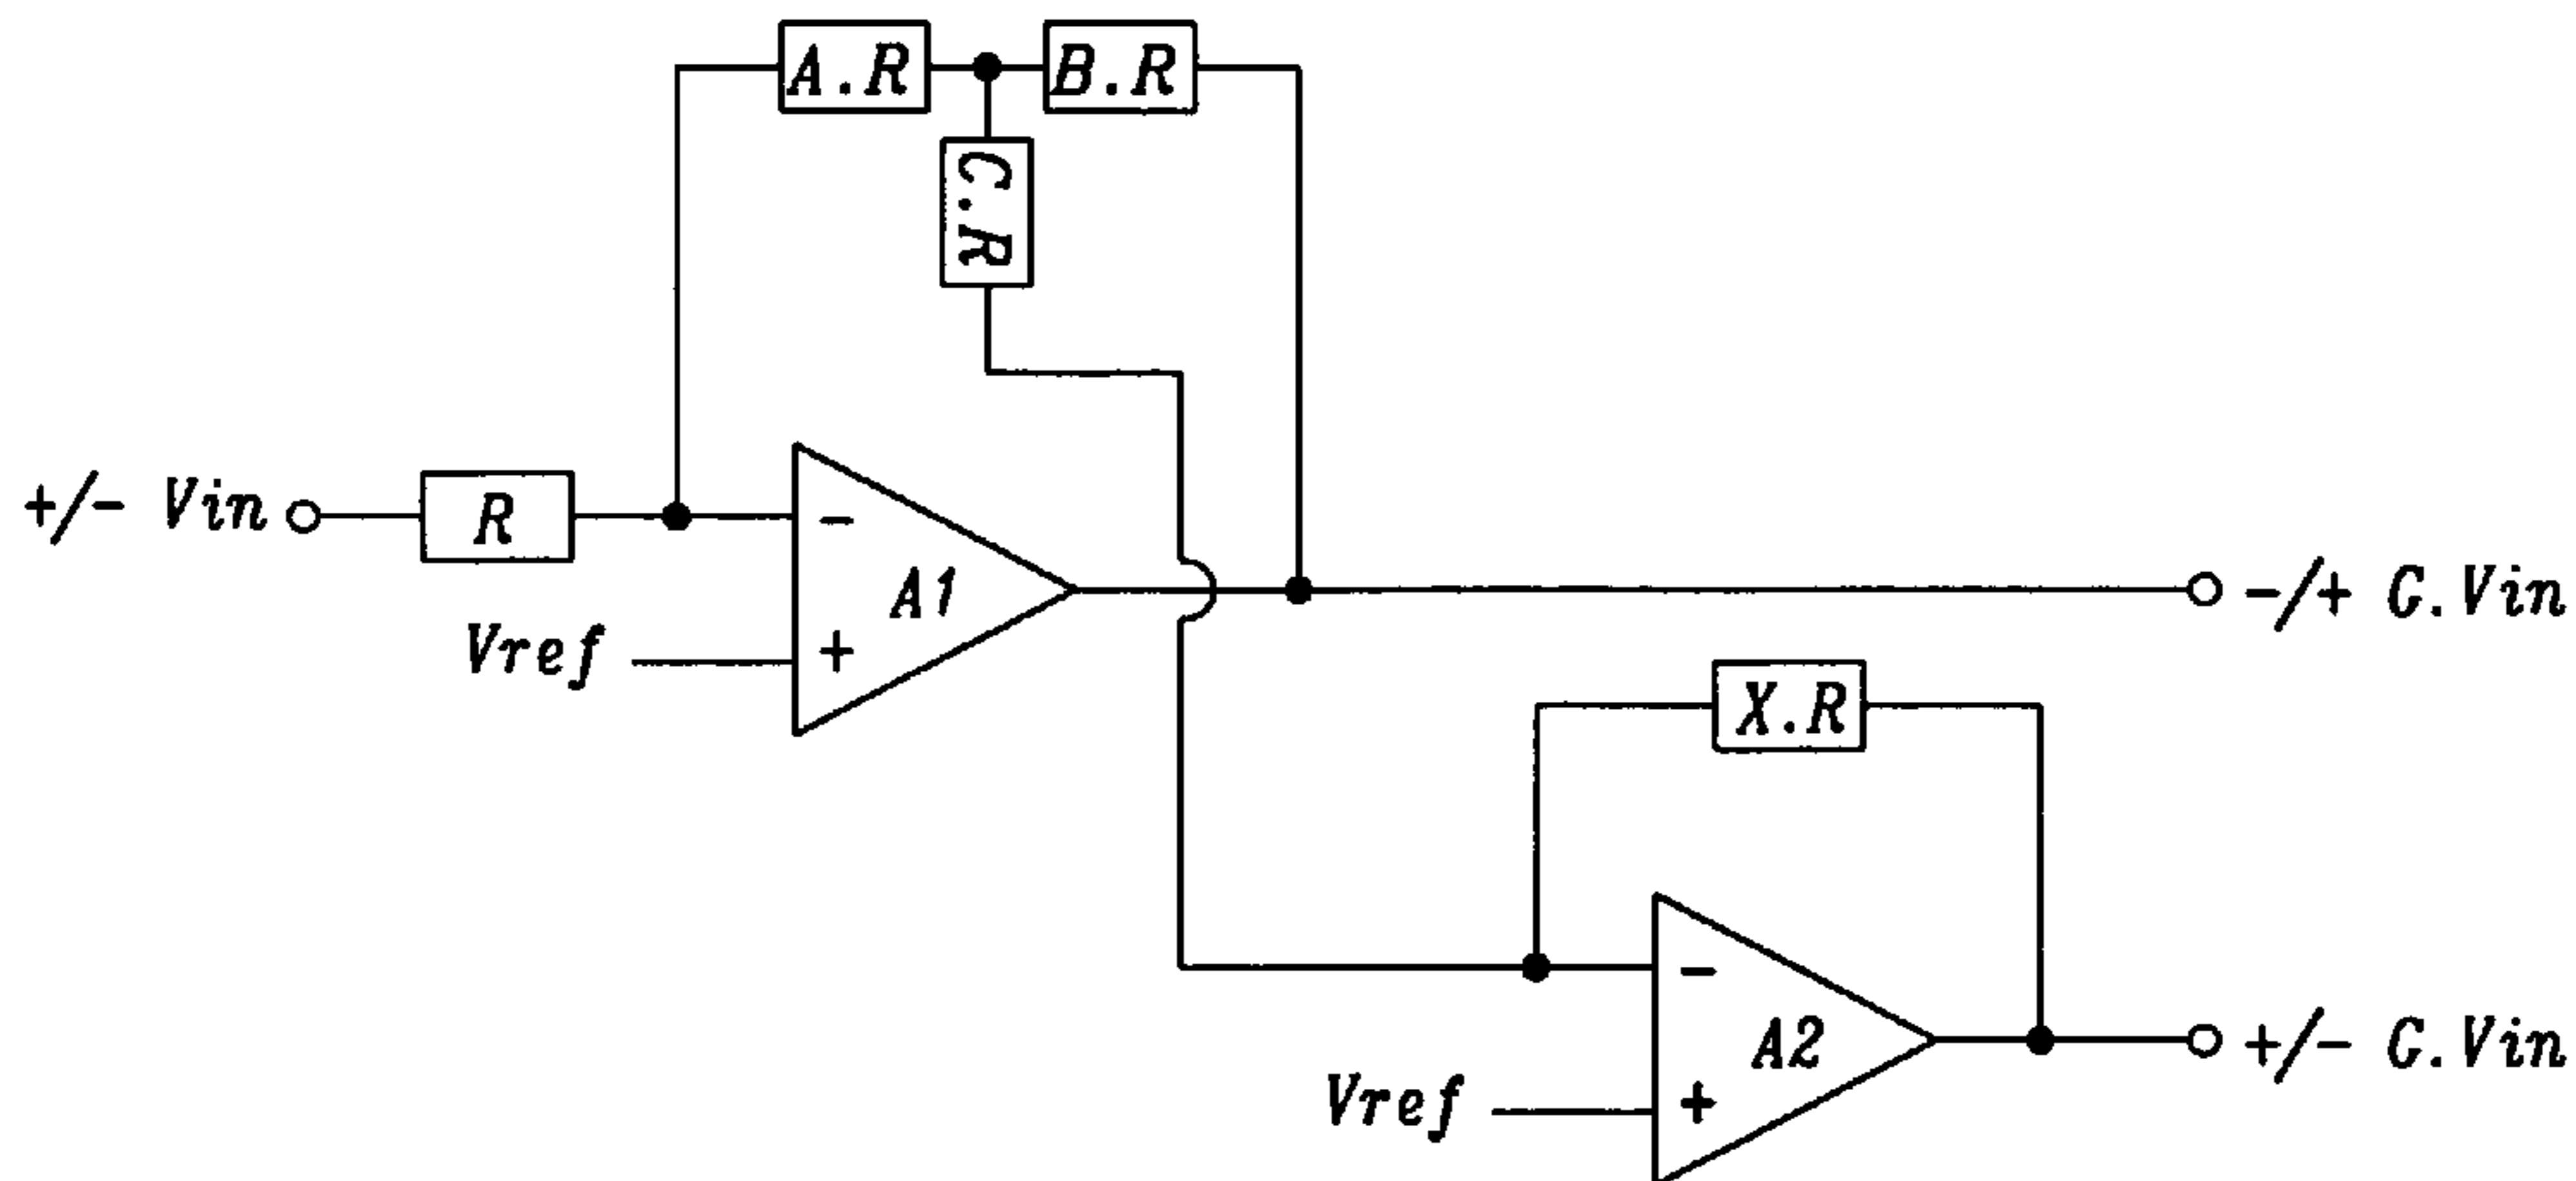 A.R
B.R
C.R
+/- Vin
R
-
A1
Vref
+
-/+ G.Vin
X.R
-
A2
+/- G.Vin
Vref
+